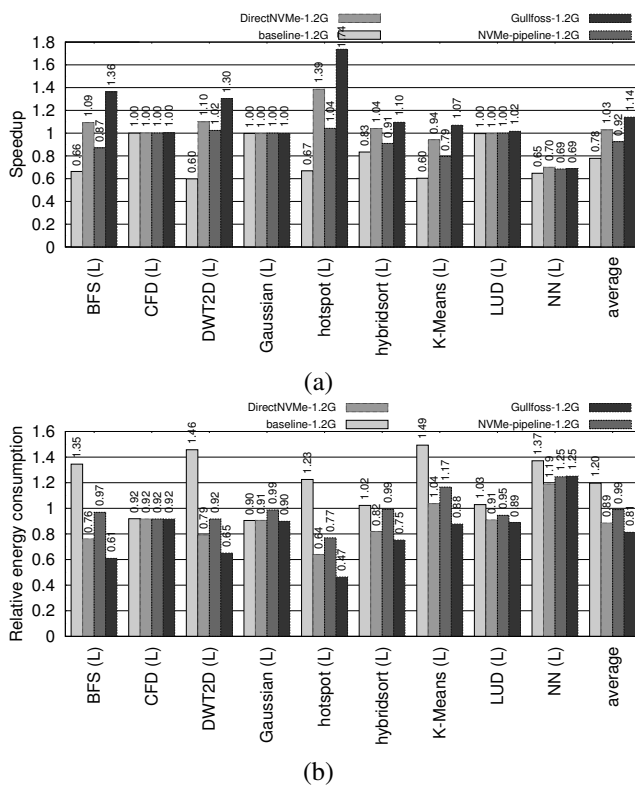 DirectNVMe-1.2G
Gullfoss-1.2G
baseline-1.2G
NVMe-pipeline-1.2G
Speedup
1.8
1.6
1.4
1.2
1
0.8
0.6
0.4
0.2
0
0.66 1.09 0.87 1.36
1.00 1.00 1.00 1.00
0.60 1.10 1.02 1.30
1.00 1.00 1.00 1.00
0.67 1.39 1.04 1.74
0.83 1.04 0.91 1.10
0.60 0.94 0.79 1.07
1.00 1.00 1.00 1.02
0.65 0.70 0.69 0.69
0.78 1.03 0.92 1.14
BFS (L)
CFD (L)
DWT2D (L)
Gaussian (L)
hotspot (L)
hybridsort (L)
K-Means (L)
LUD (L)
NN (L)
average
(a)
DirectNVMe-1.2G
Gullfoss-1.2G
baseline-1.2G
NVMe-pipeline-1.2G
Relative energy consumption
1.6
1.4
1.2
1
0.8
0.6
0.4
0.2
0
1.35 0.76 0.97 0.61
0.92 0.92 0.92 0.92
1.46 0.79 0.92 0.65
0.90 0.91 0.99 0.90
1.23 0.64 0.77 0.47
1.02 0.82 0.99 0.75
1.49 1.04 1.17 0.88
1.03 0.91 0.95 0.89
1.37 1.19 1.25 1.25
1.20 0.89 0.99 0.81
BFS (L)
CFD (L)
DWT2D (L)
Gaussian (L)
hotspot (L)
hybridsort (L)
K-Means (L)
LUD (L)
NN (L)
average
(b)